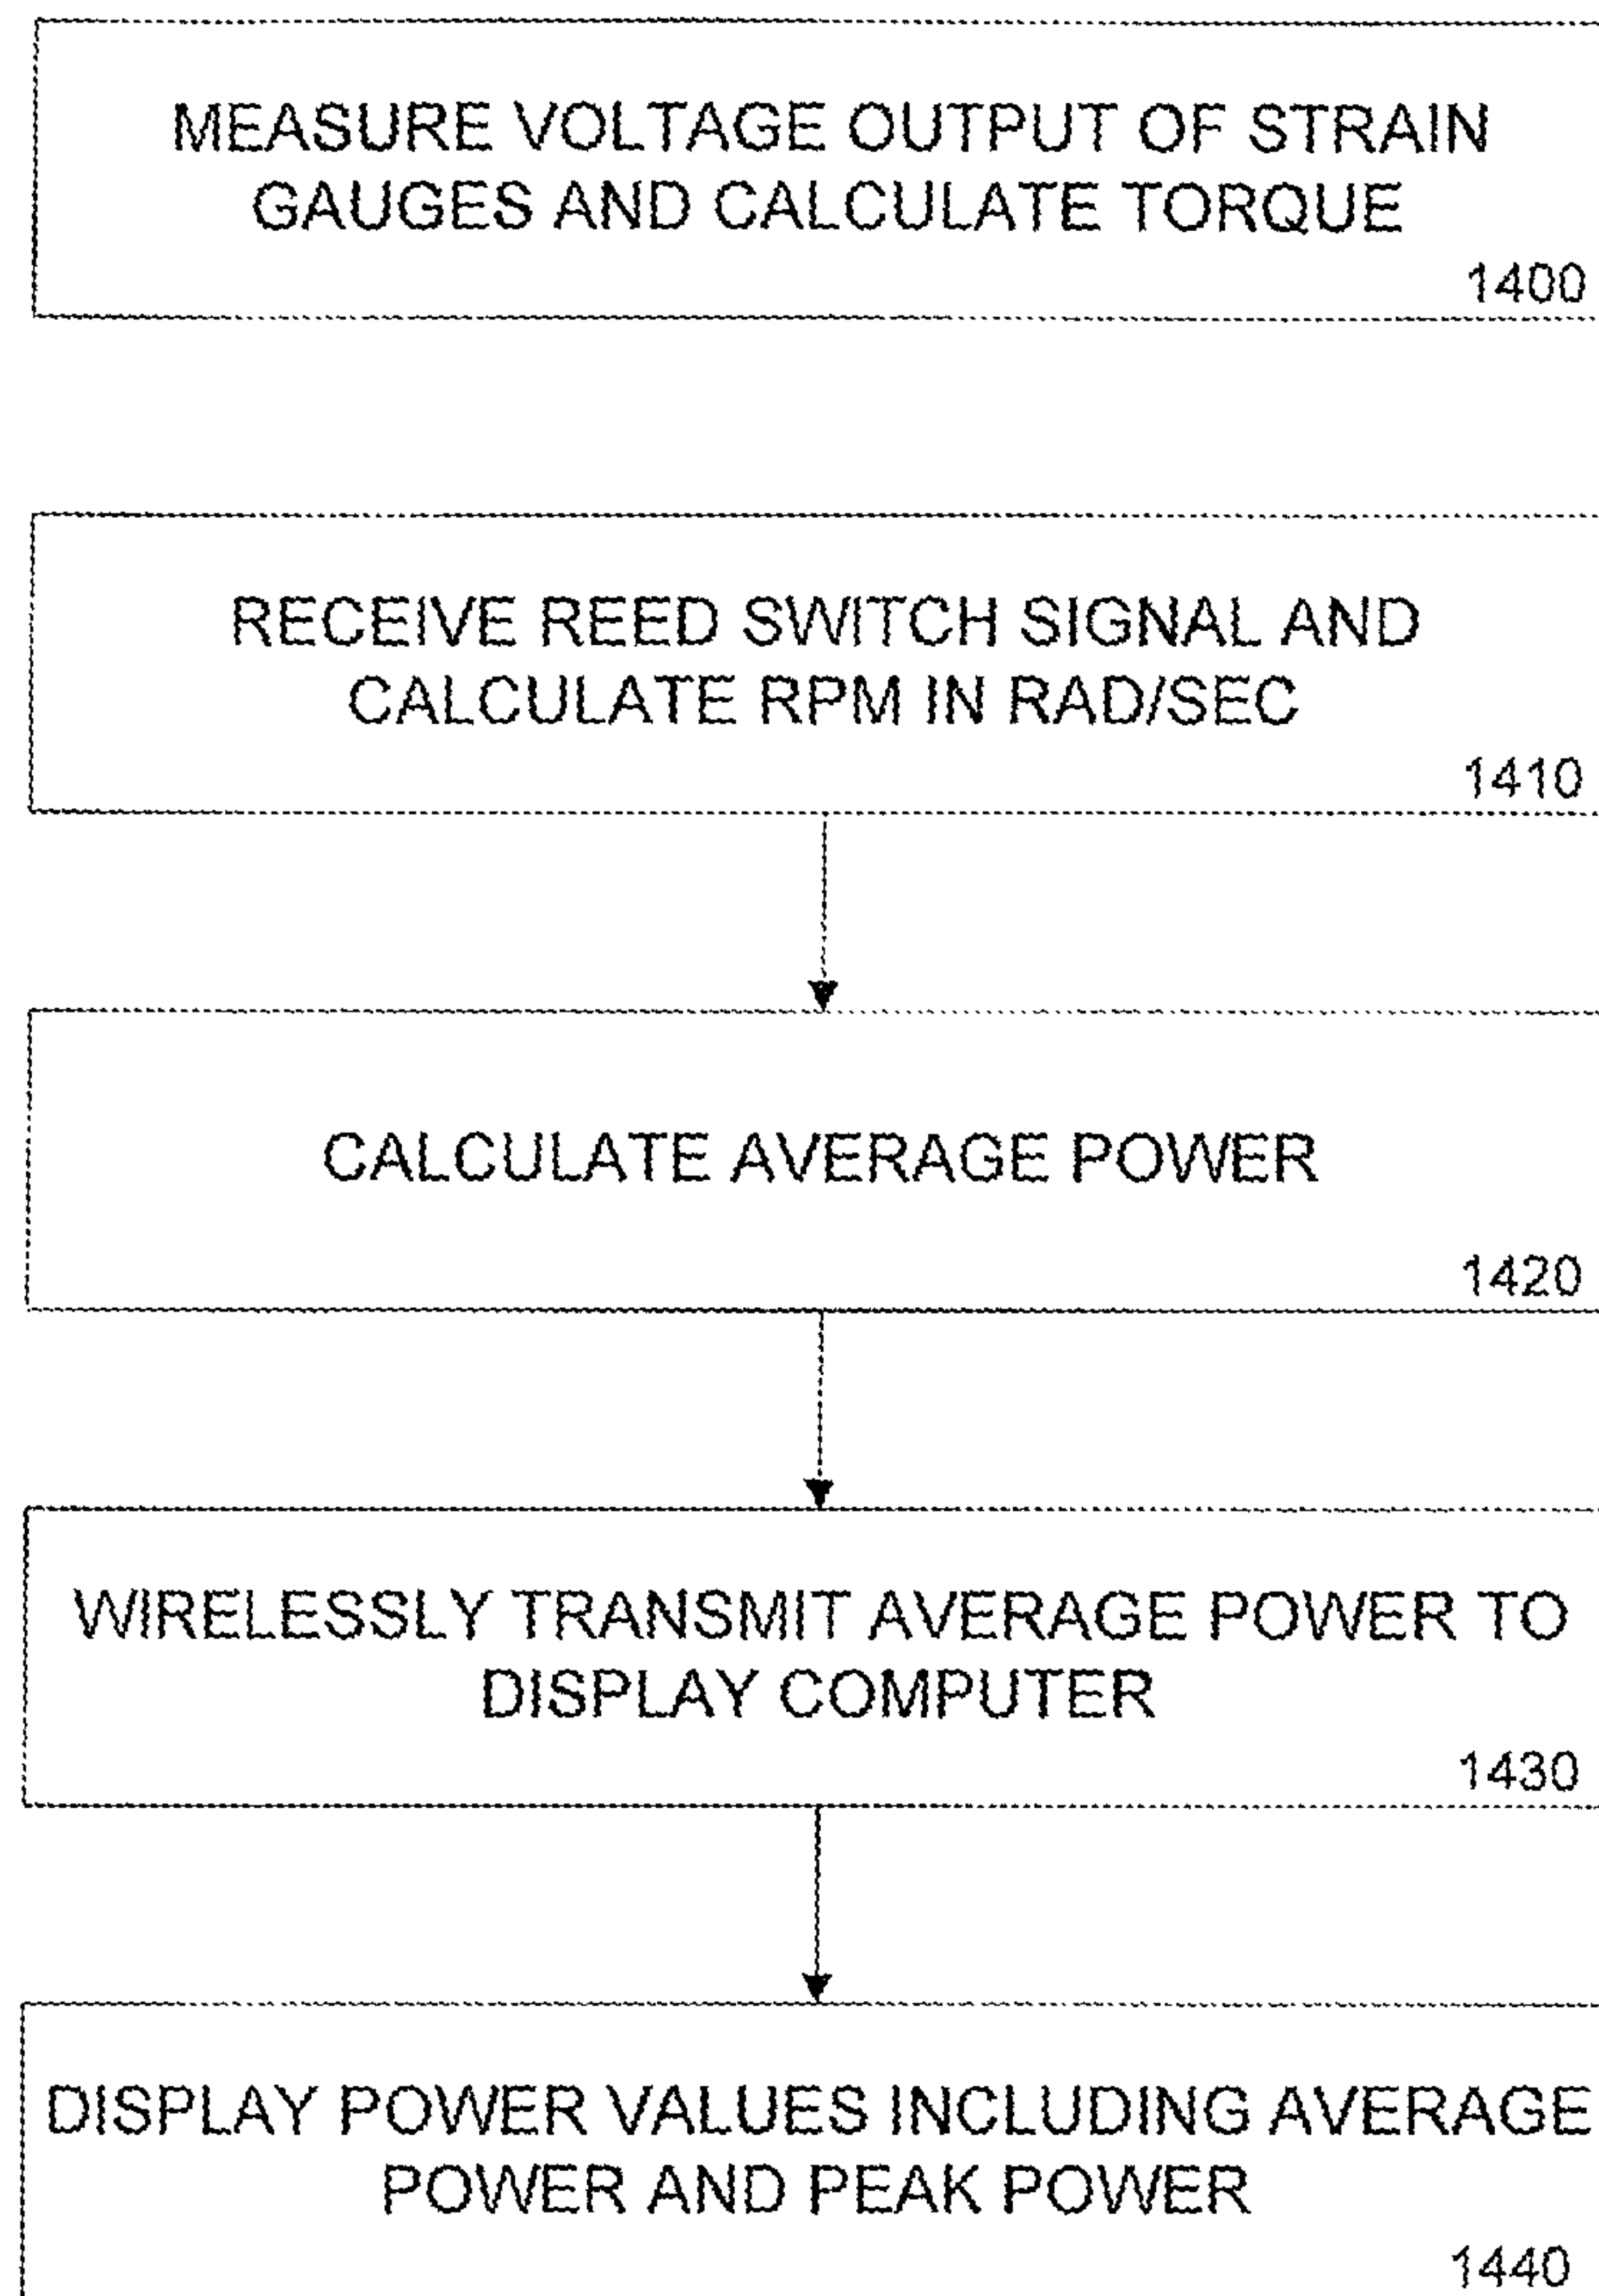 MEASURE VOLTAGE OUTPUT OF STRAIN
GAUGES AND CALCULATE TORQUE
1400
RECEIVE REED SWITCH SIGNAL AND
CALCULATE RPM IN RAD/SEC
1410
CALCULATE AVERAGE POWER
1420
WIRELESSLY TRANSMIT AVERAGE POWER TO
DISPLAY COMPUTER
1430
DISPLAY POWER VALUES INCLUDING AVERAGE
POWER AND PEAK POWER
1440